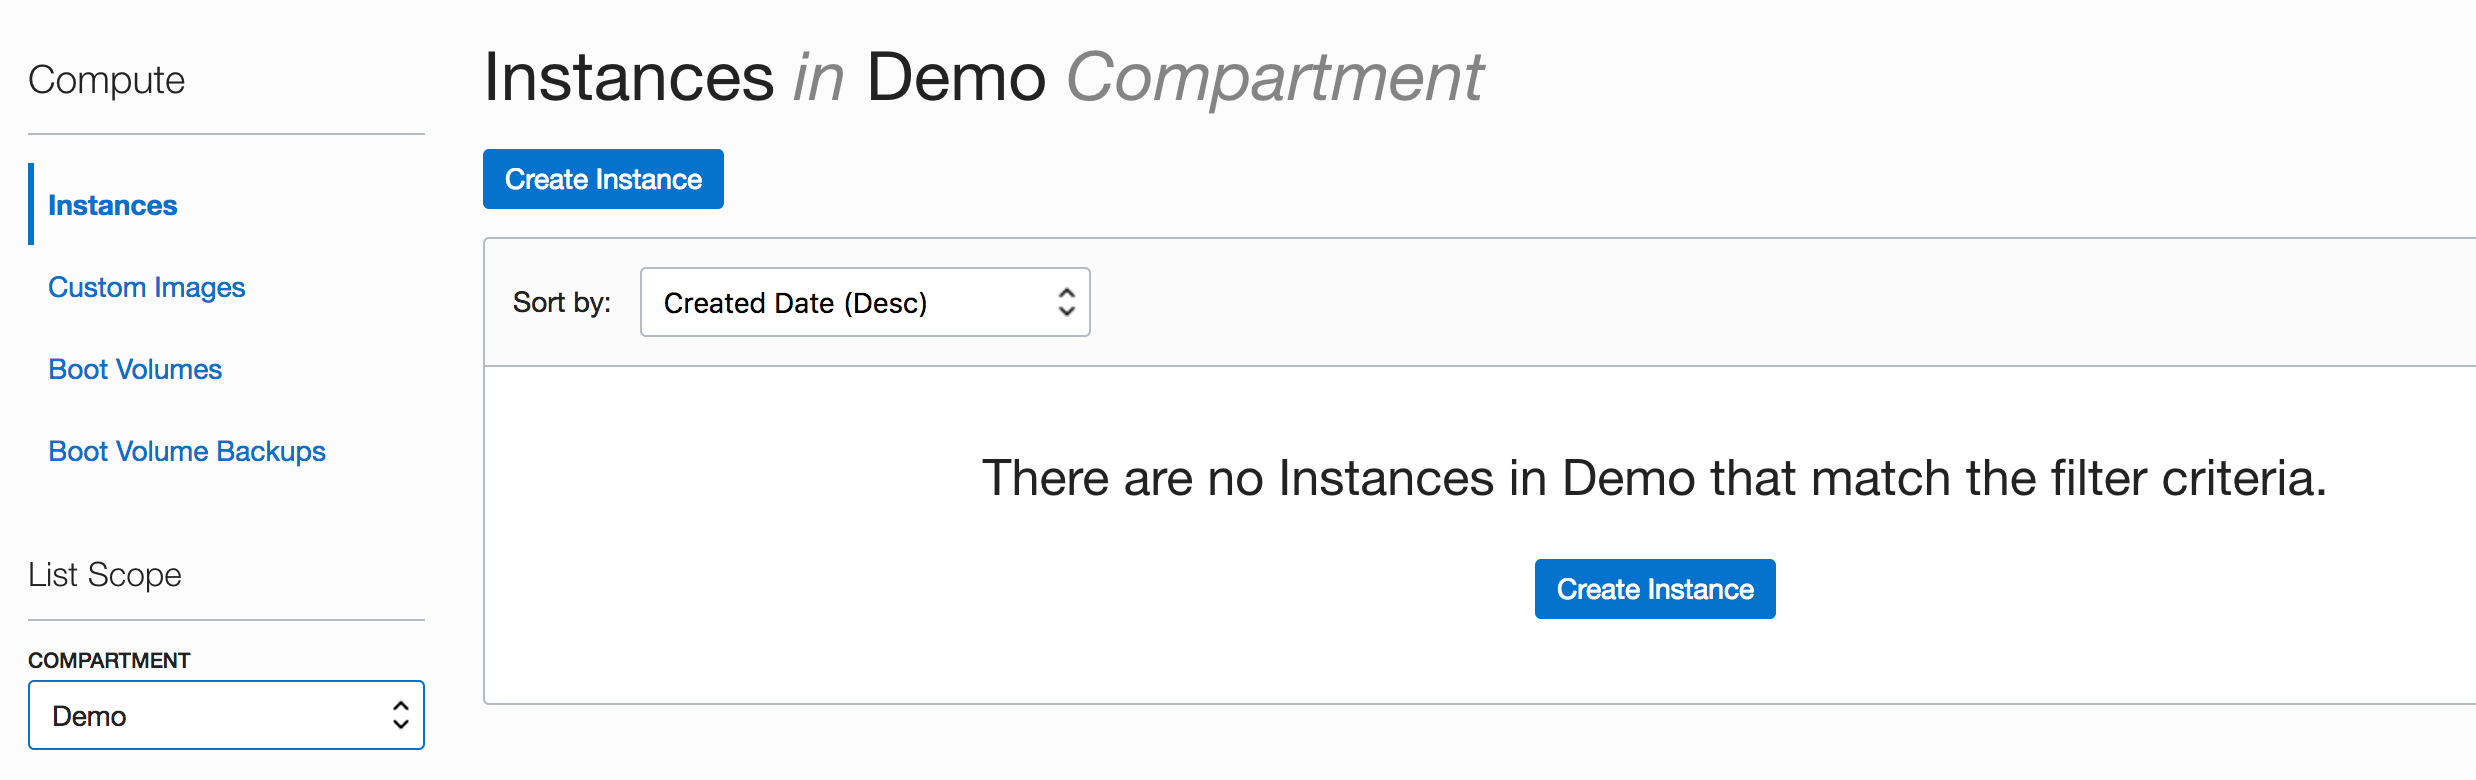 Compute
Instances
Custom Images
Boot Volumes
Boot Volume Backups
List Scope
COMPARTMENT
Demo
Instances in Demo Compartment
Create Instance
Sort by: Created Date (Desc)
There are no Instances in Demo that match the filter criteria.
Create Instance